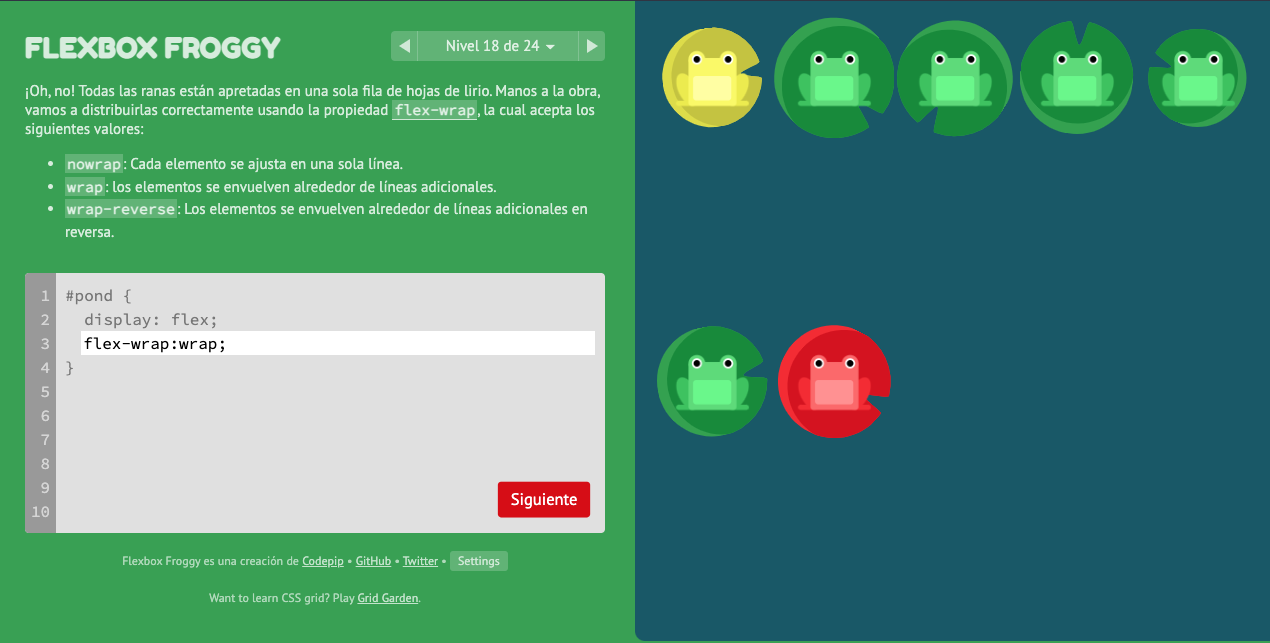 FLEXBOX FROGGY
Nivel 18 de 24
¡Oh, no! Todas las ranas están apretadas en una sola fila de hojas de lirio. Manos a la obra,
vamos a distribuirlas correctamente usando la propiedad flex-wrap, la cual acepta los
siguientes valores:
• nowrap: Cada elemento se ajusta en una sola línea.
• wrap: los elementos se envuelven alrededor de líneas adicionales.
• wrap-reverse: Los elementos se envuelven alrededor de líneas adicionales en
reversa.
1 #pond {
2 display: flex;
3 flex-wrap:wrap;
4 }
5
6
7
8
9
10
Siguiente
Flexbox Froggy es una creación de Codepip • GitHub • Twitter • Settings
Want to learn CSS grid? Play Grid Garden.